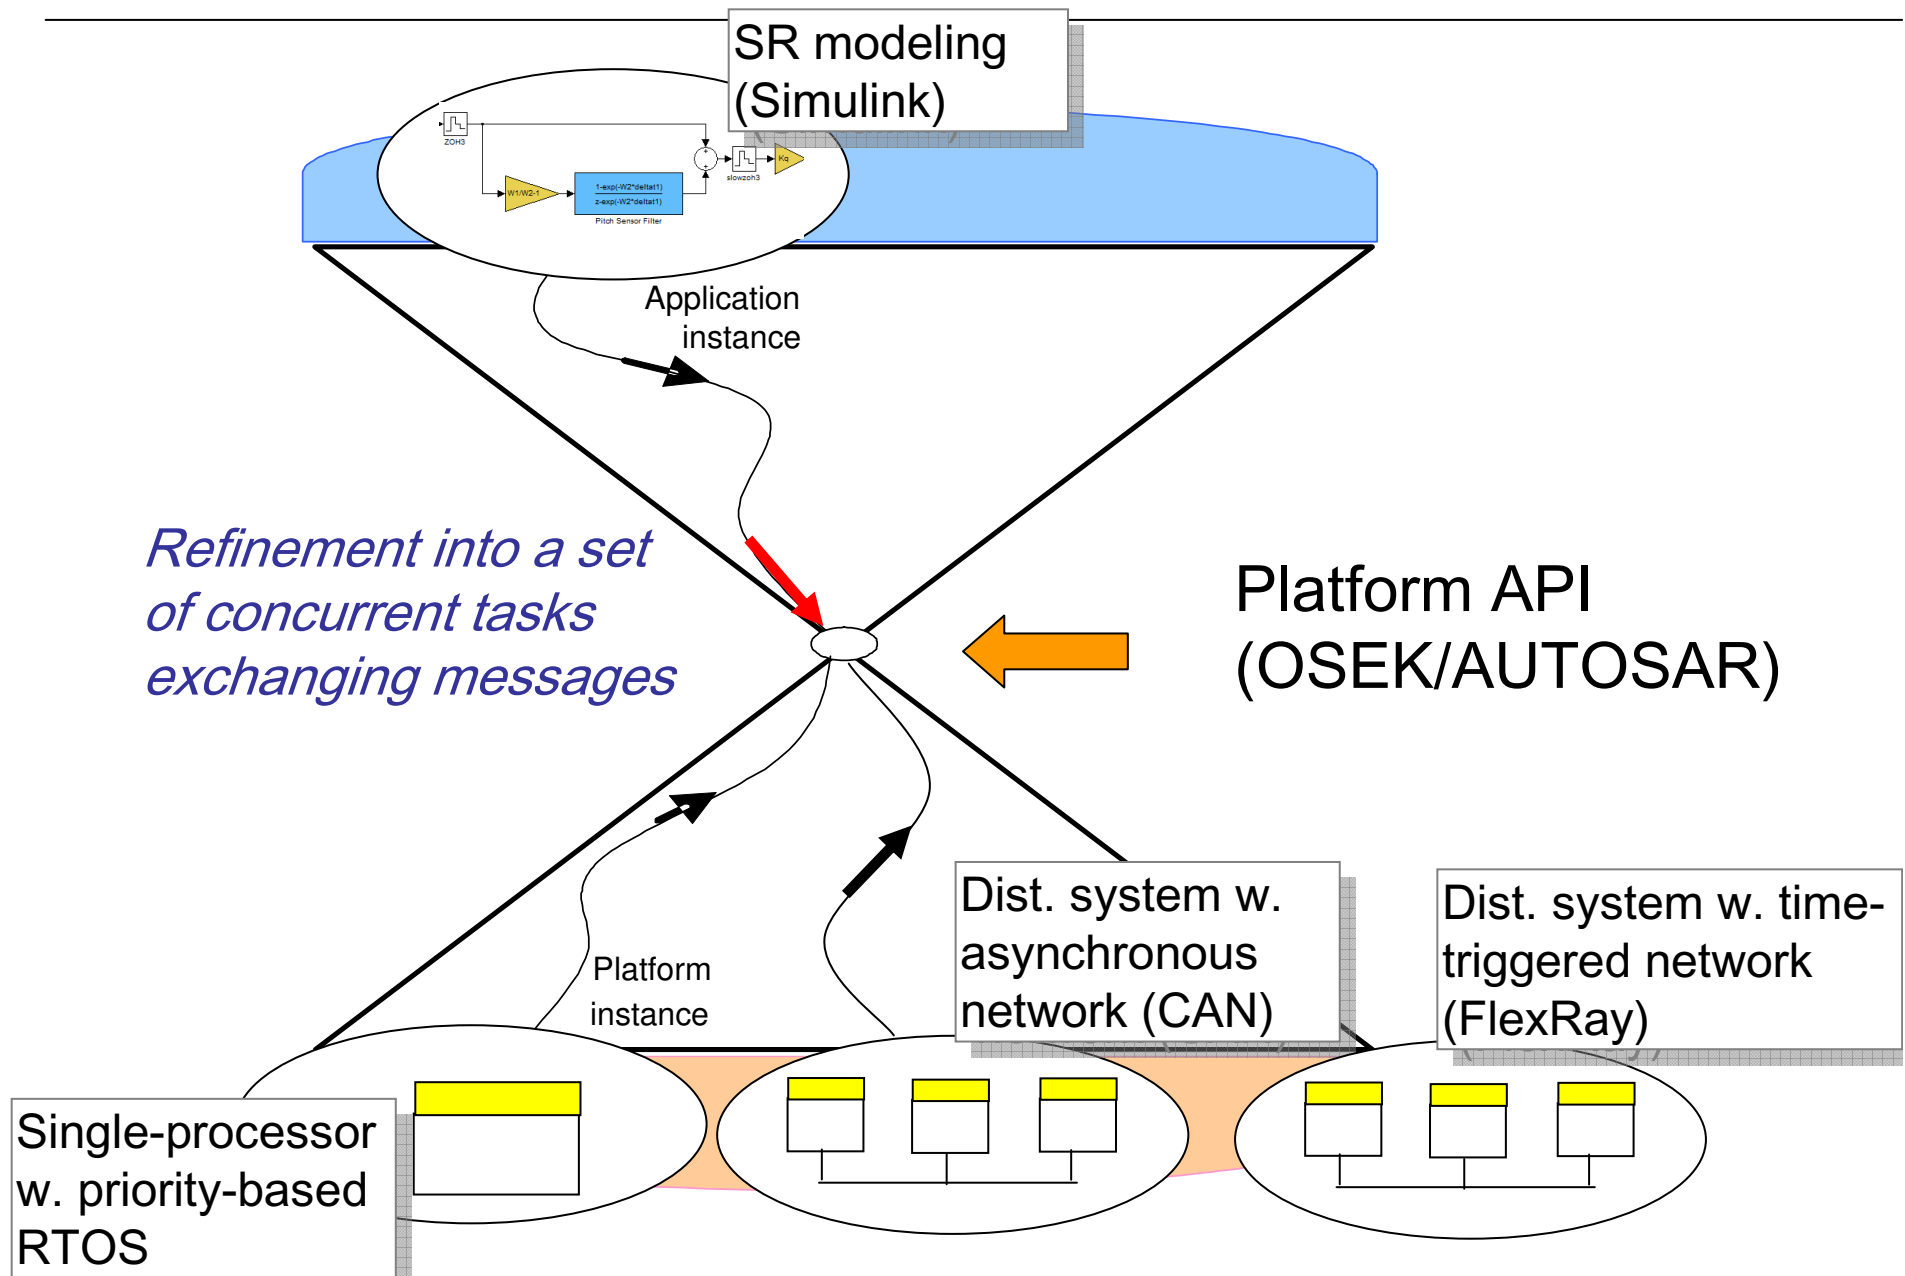 SR modeling
(Simulink)
ZOH3
W1/W2-1
1-exp(-W2*deltat1)
z-exp(-W2*deltat1)
Pitch Sensor Filter
+
+
slowzoh3
Kq
Application
instance
Refinement into a set
of concurrent tasks
exchanging messages
Platform API
(OSEK/AUTOSAR)
Platform
instance
Dist. system w.
asynchronous
network (CAN)
Dist. system w. time-
triggered network
(FlexRay)
Single-processor
w. priority-based
RTOS